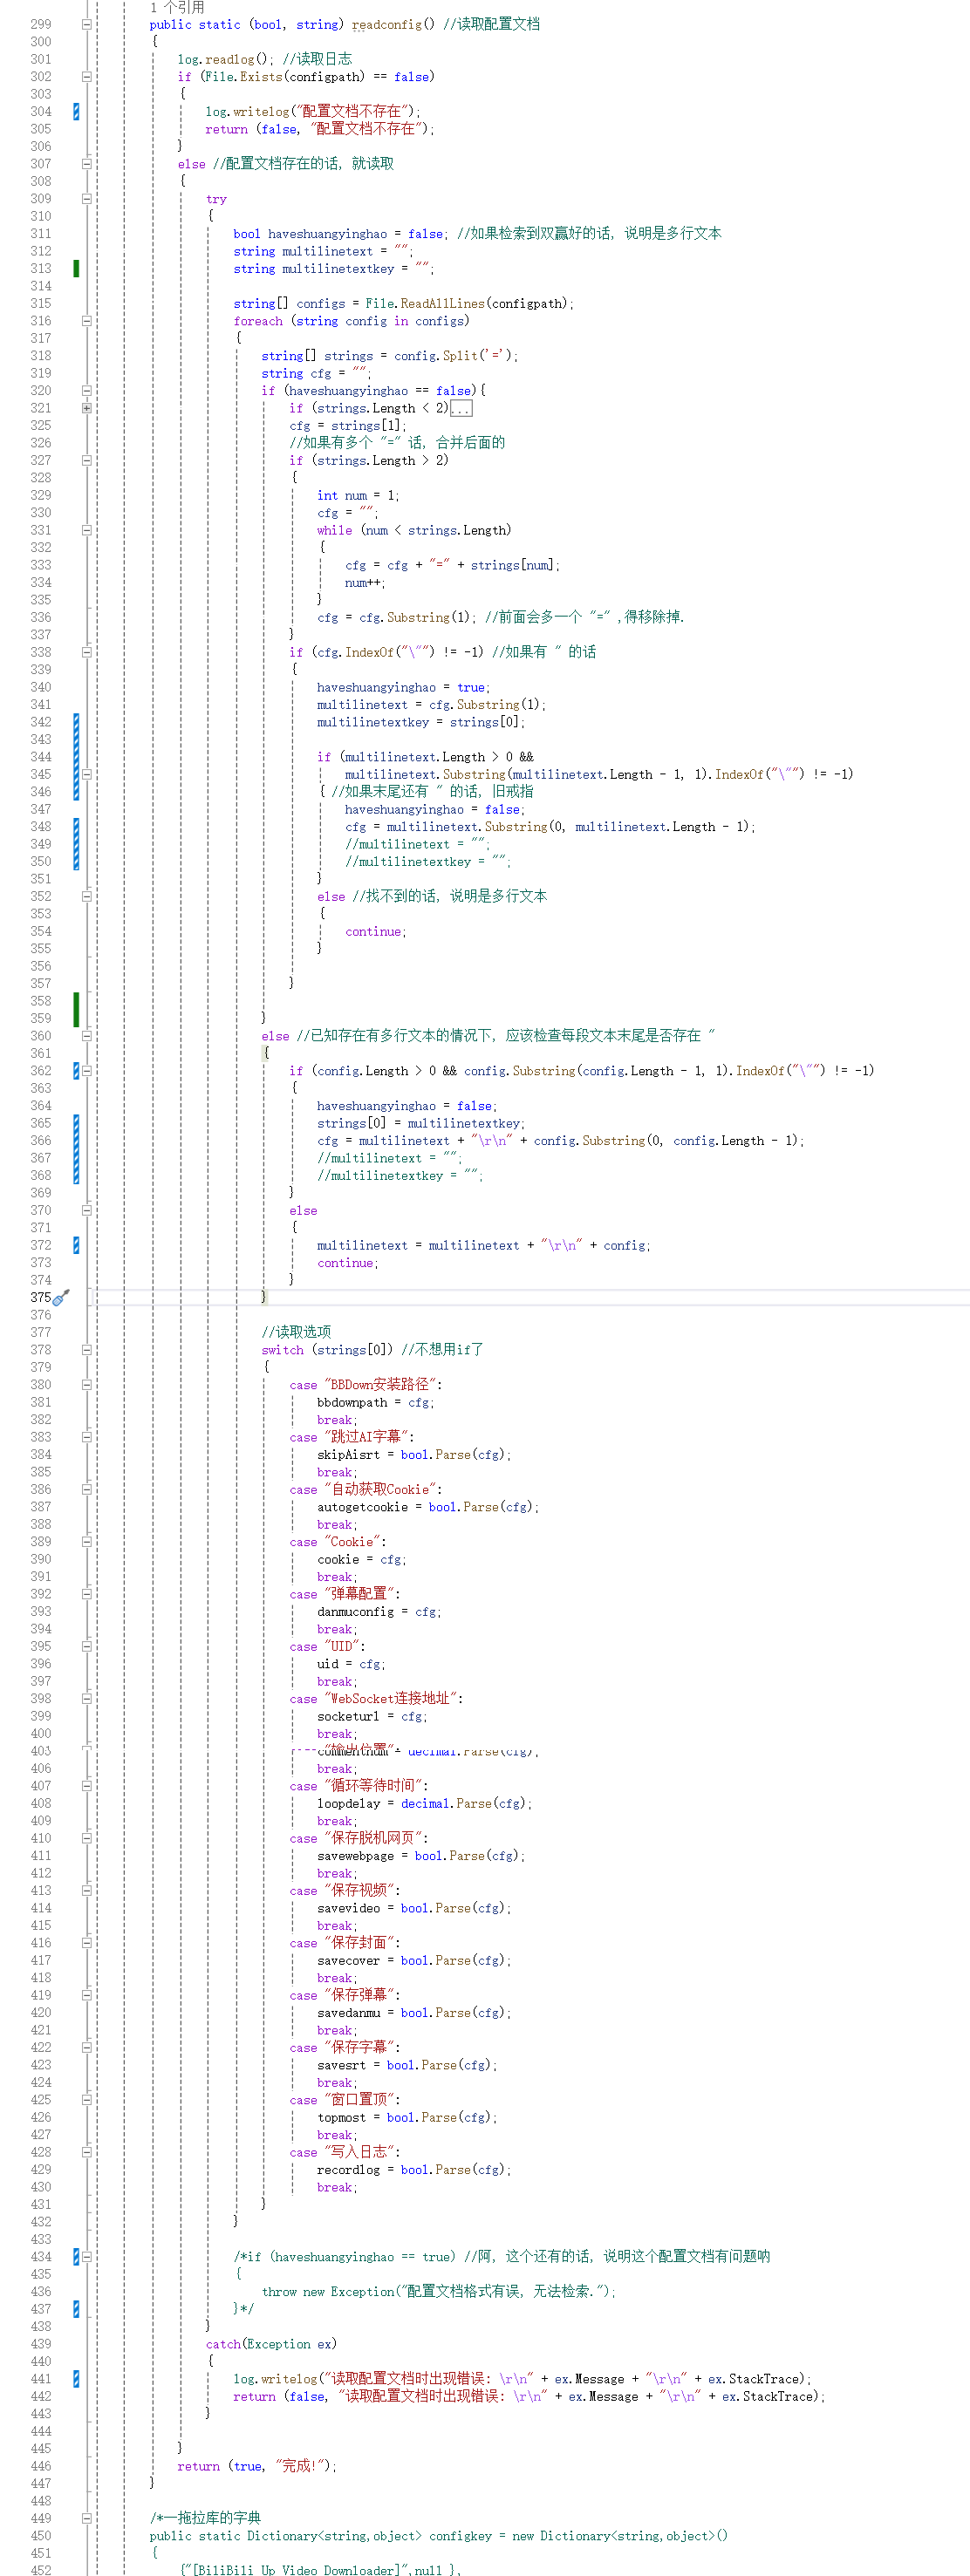 1 个引用
299 public static (bool, string) readconfig() //读取配置文档
300 {
301 log.readlog(); //读取日志
302 if (File.Exists(configpath) == false)
303 {
304 log.writelog("配置文档不存在");
305 return (false, "配置文档不存在");
306 }
307 else //配置文档存在的话, 就读取
308 {
309 try
310 {
311 bool haveshuangyinghao = false; //如果检索到双赢好的话, 说明是多行文本
312 string multilinetext = "";
313 string multilinetextkey = "";
314
315 string[] configs = File.ReadAllLines(configpath);
316 foreach (string config in configs)
317 {
318 string[] strings = config.Split('=');
319 string cfg = "";
320 if (haveshuangyinghao == false){
321 if (strings.Length < 2)...
325 cfg = strings[1];
326 //如果有多个 "=" 话, 合并后面的
327 if (strings.Length > 2)
328 {
329 int num = 1;
330 cfg = "";
331 while (num < strings.Length)
332 {
333 cfg = cfg + "=" + strings[num];
334 num++;
335 }
336 cfg = cfg.Substring(1); //前面会多一个 "=" ,得移除掉.
337 }
338 if (cfg.IndexOf("\"") != -1) //如果有 " 的话
339 {
340 haveshuangyinghao = true;
341 multilinetext = cfg.Substring(1);
342 multilinetextkey = strings[0];
343
344 if (multilinetext.Length > 0 &&
345 multilinetext.Substring(multilinetext.Length - 1, 1).IndexOf("\"") != -1)
346 { //如果末尾还有 " 的话, 旧戒指
347 haveshuangyinghao = false;
348 cfg = multilinetext.Substring(0, multilinetext.Length - 1);
349 //multilinetext = "";
350 //multilinetextkey = "";
351 }
352 else //找不到的话, 说明是多行文本
353 {
354 continue;
355 }
356
357 }
358
359 }
360 else //已知存在有多行文本的情况下, 应该检查每段文本末尾是否存在 "
361 {
362 if (config.Length > 0 && config.Substring(config.Length - 1, 1).IndexOf("\"") != -1)
363 {
364 haveshuangyinghao = false;
365 strings[0] = multilinetextkey;
366 cfg = multilinetext + "\r\n" + config.Substring(0, config.Length - 1);
367 //multilinetext = "";
368 //multilinetextkey = "";
369 }
370 else
371 {
372 multilinetext = multilinetext + "\r\n" + config;
373 continue;
374 }
375 }
376
377 //读取选项
378 switch (strings[0]) //不想用if了
379 {
380 case "BBDown安装路径":
381 bbdownpath = cfg;
382 break;
383 case "跳过AI字幕":
384 skipAisrt = bool.Parse(cfg);
385 break;
386 case "自动获取Cookie":
387 autogetcookie = bool.Parse(cfg);
388 break;
389 case "Cookie":
390 cookie = cfg;
391 break;
392 case "弹幕配置":
393 danmuconfig = cfg;
394 break;
395 case "UID":
396 uid = cfg;
397 break;
398 case "WebSocket连接地址":
399 socketurl = cfg;
400 break;
405 decimal.Parse(cfg);
406 break;
407 case "循环等待时间":
408 loopdelay = decimal.Parse(cfg);
409 break;
410 case "保存脱机网页":
411 savewebpage = bool.Parse(cfg);
412 break;
413 case "保存视频":
414 savevideo = bool.Parse(cfg);
415 break;
416 case "保存封面":
417 savecover = bool.Parse(cfg);
418 break;
419 case "保存弹幕":
420 savedanmu = bool.Parse(cfg);
421 break;
422 case "保存字幕":
423 savesrt = bool.Parse(cfg);
424 break;
425 case "窗口置顶":
426 topmost = bool.Parse(cfg);
427 break;
428 case "写入日志":
429 recordlog = bool.Parse(cfg);
430 break;
431 }
432 }
433
434 /*if (haveshuangyinghao == true) //阿, 这个还有的话, 说明这个配置文档有问题呐
435 {
436 throw new Exception("配置文档格式有误, 无法检索.");
437 }*/
438 }
439 catch(Exception ex)
440 {
441 log.writelog("读取配置文档时出现错误: \r\n" + ex.Message + "\r\n" + ex.StackTrace);
442 return (false, "读取配置文档时出现错误: \r\n" + ex.Message + "\r\n" + ex.StackTrace);
443 }
444
445 }
446 return (true, "完成!");
447 }
448
449 /*一拖拉库的字典
450 public static Dictionary<string,object> configkey = new Dictionary<string,object>()
451 {
452 {"[BiliBili Up Video Downloader]",null },